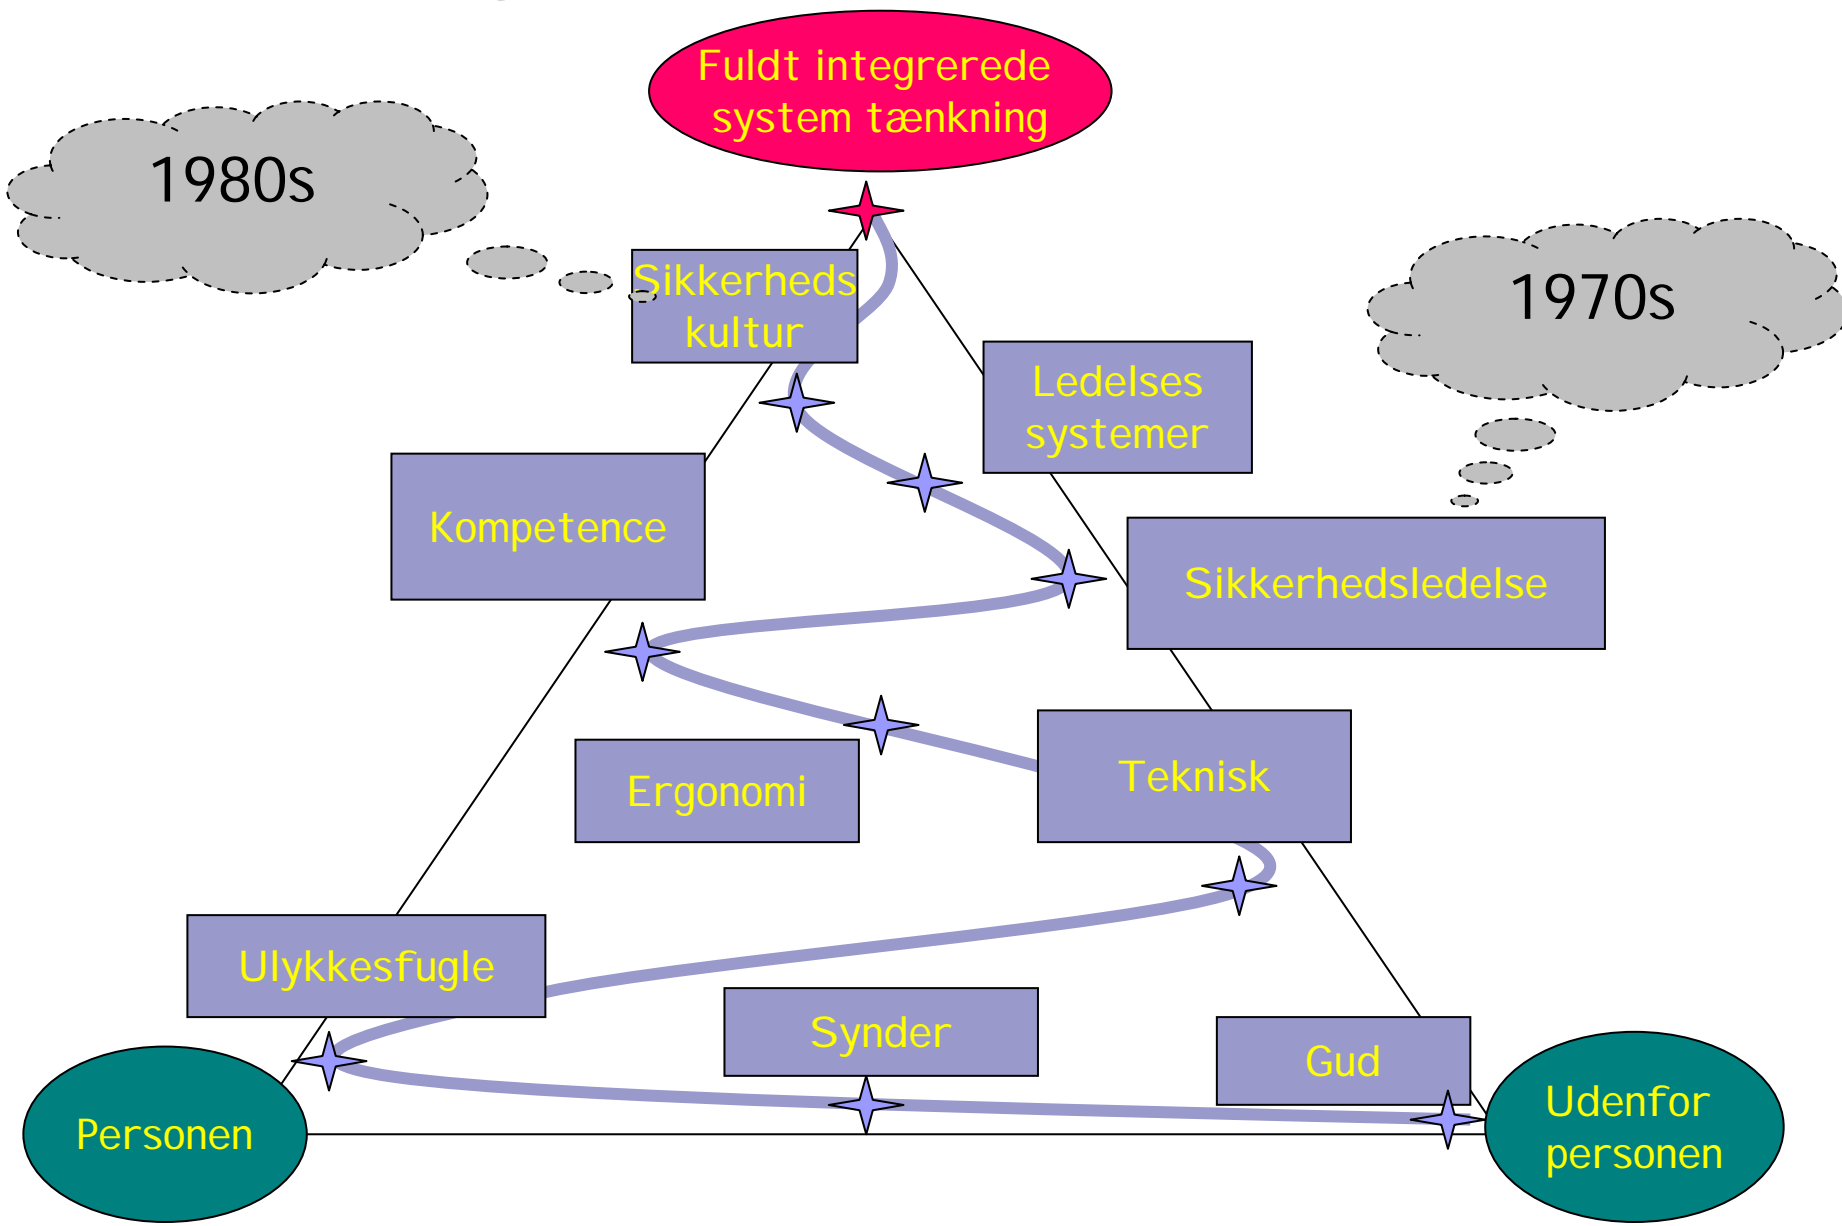 Fuldt integrerede
system tænkning
1980s
1970s
Sikkerheds
kultur
Ledelses
systemer
Kompetence
Sikkerhedsledelse
Ergonomi
Teknisk
Ulykkesfugle
Synder
Gud
Personen
Udenfor
personen